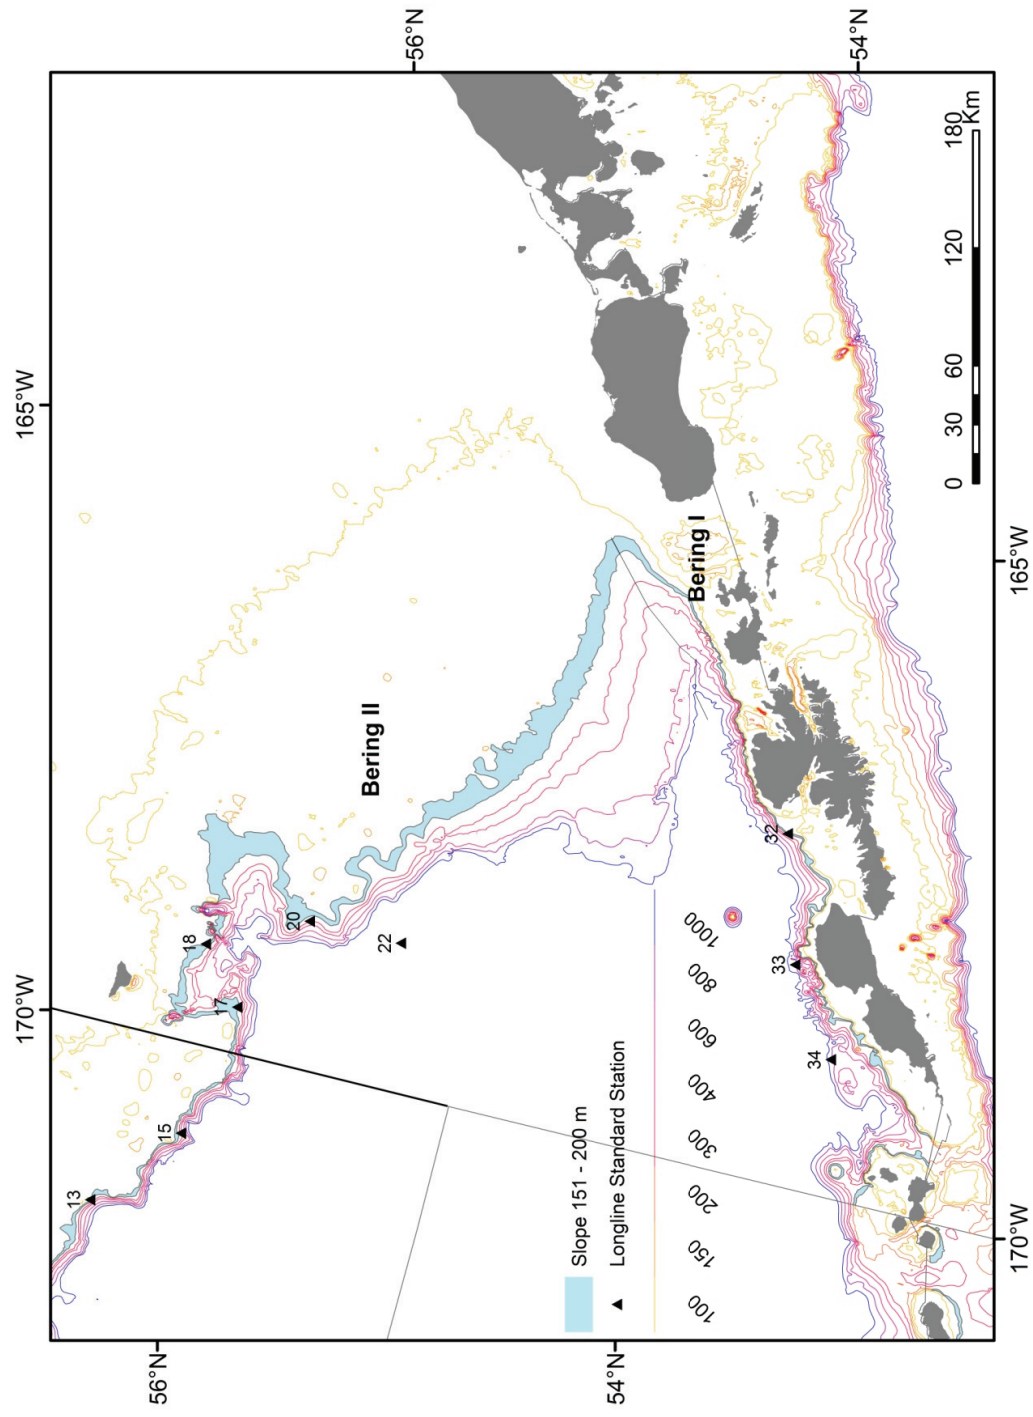 165°W
170°W
56°N
54°N
56°N
54°N
165°W
170°W
Bering II
Bering I
13
15
17
18
20
22
32
33
34
Slope 151 - 200 m
Longline Standard Station
100 150 200 300 400 600 800 1000
0 30 60 120 180
Km